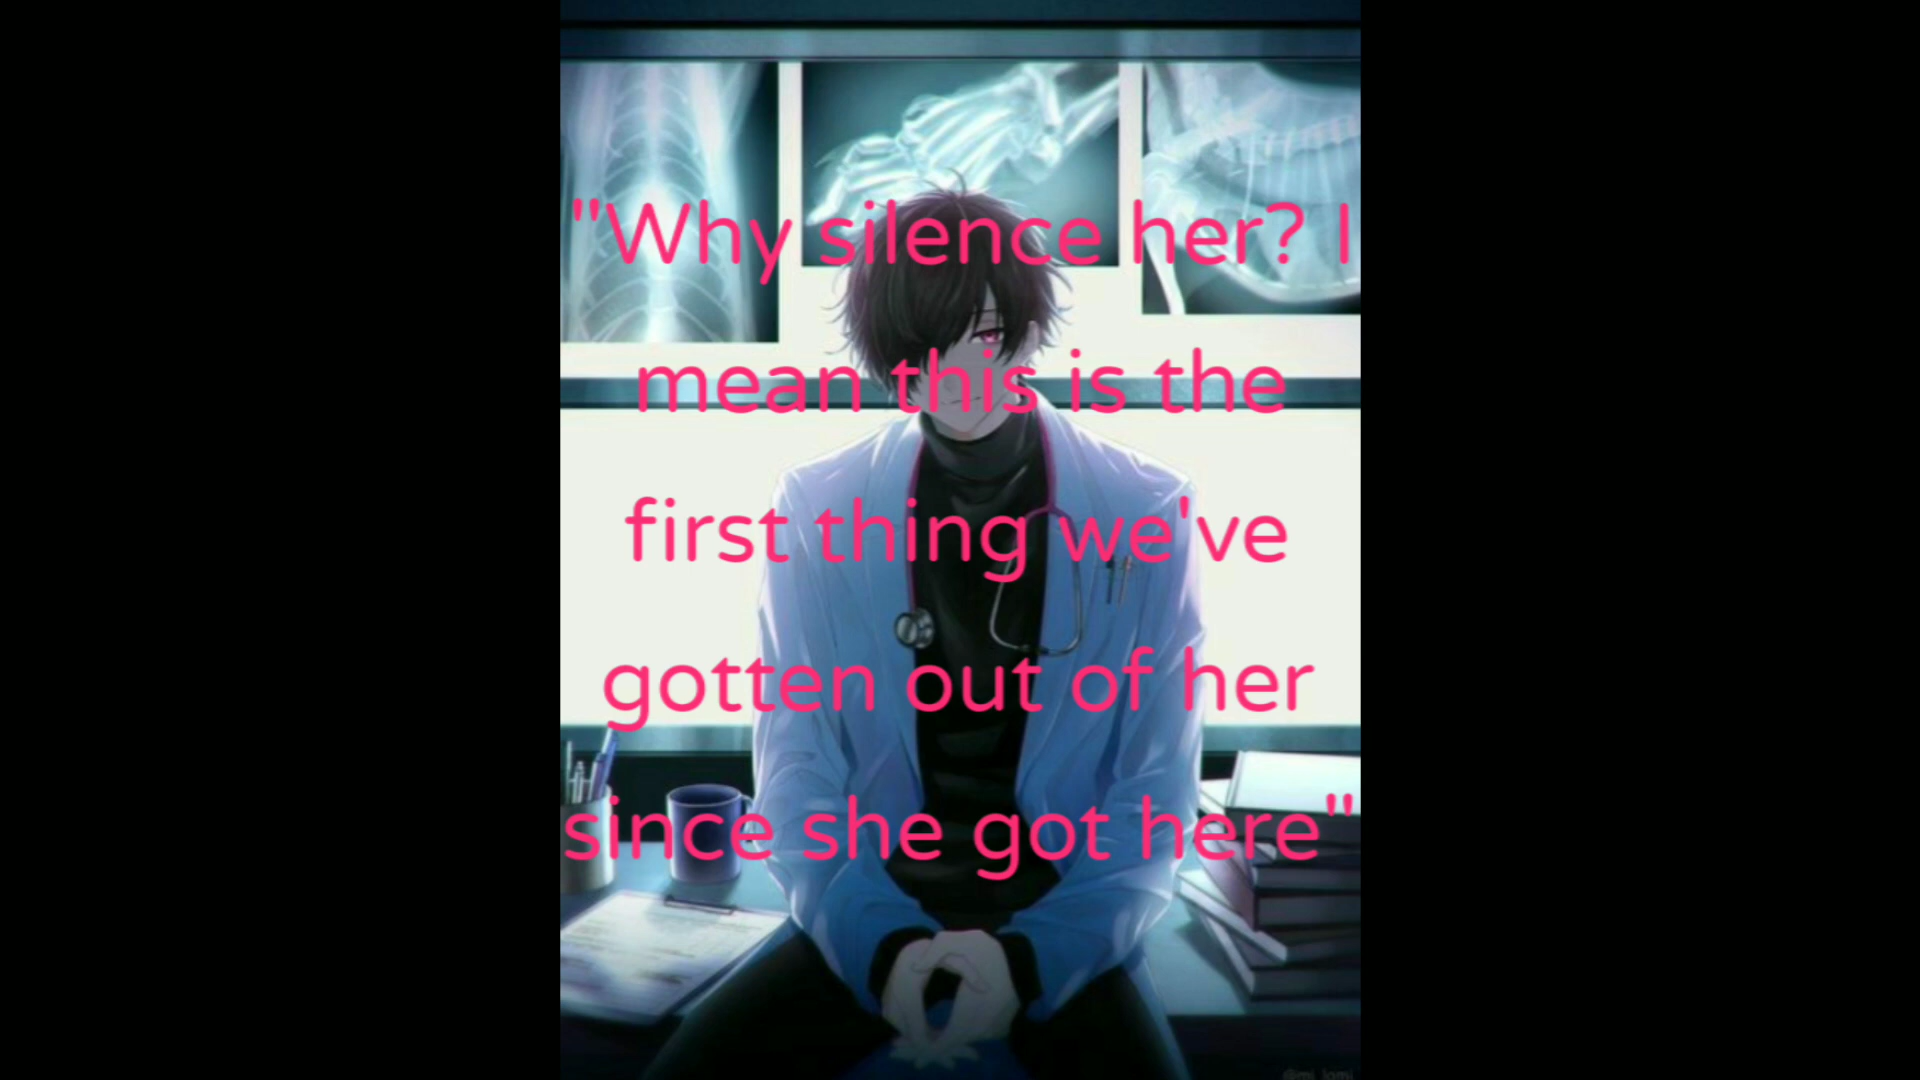 "Why silence her? I
mean this is the
first thing we've
gotten out of her
since she got here"